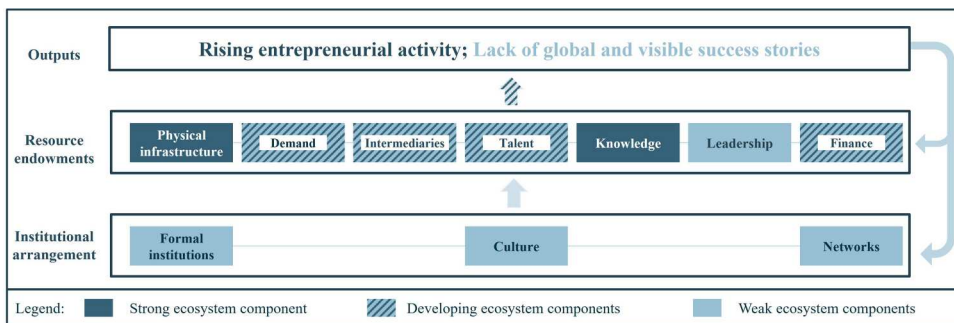 Outputs
Rising entrepreneurial activity; Lack of global and visible success stories
Resource
endowments
Physical
infrastructure
Demand
Intermediaries
Talent
Knowledge
Leadership
Finance
Institutional
arrangement
Formal
institutions
Culture
Networks
Legend:
Strong ecosystem component
Developing ecosystem components
Weak ecosystem components